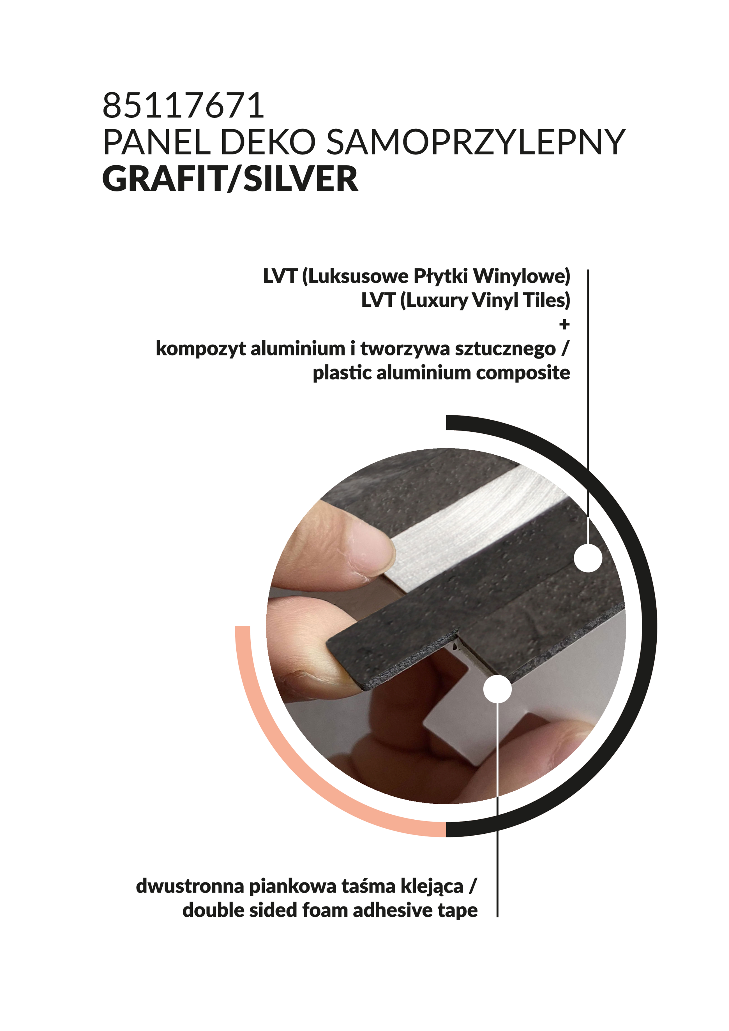 85117671
PANEL DEKO SAMOPRZYLEPNY
GRAFIT/SILVER
LVT (Luksusowe Płytki Winylowe)
LVT (Luxury Vinyl Tiles)
+
kompozyt aluminium i tworzywa sztucznego /
plastic aluminium composite
dwustronna piankowa taśma klejąca /
double sided foam adhesive tape